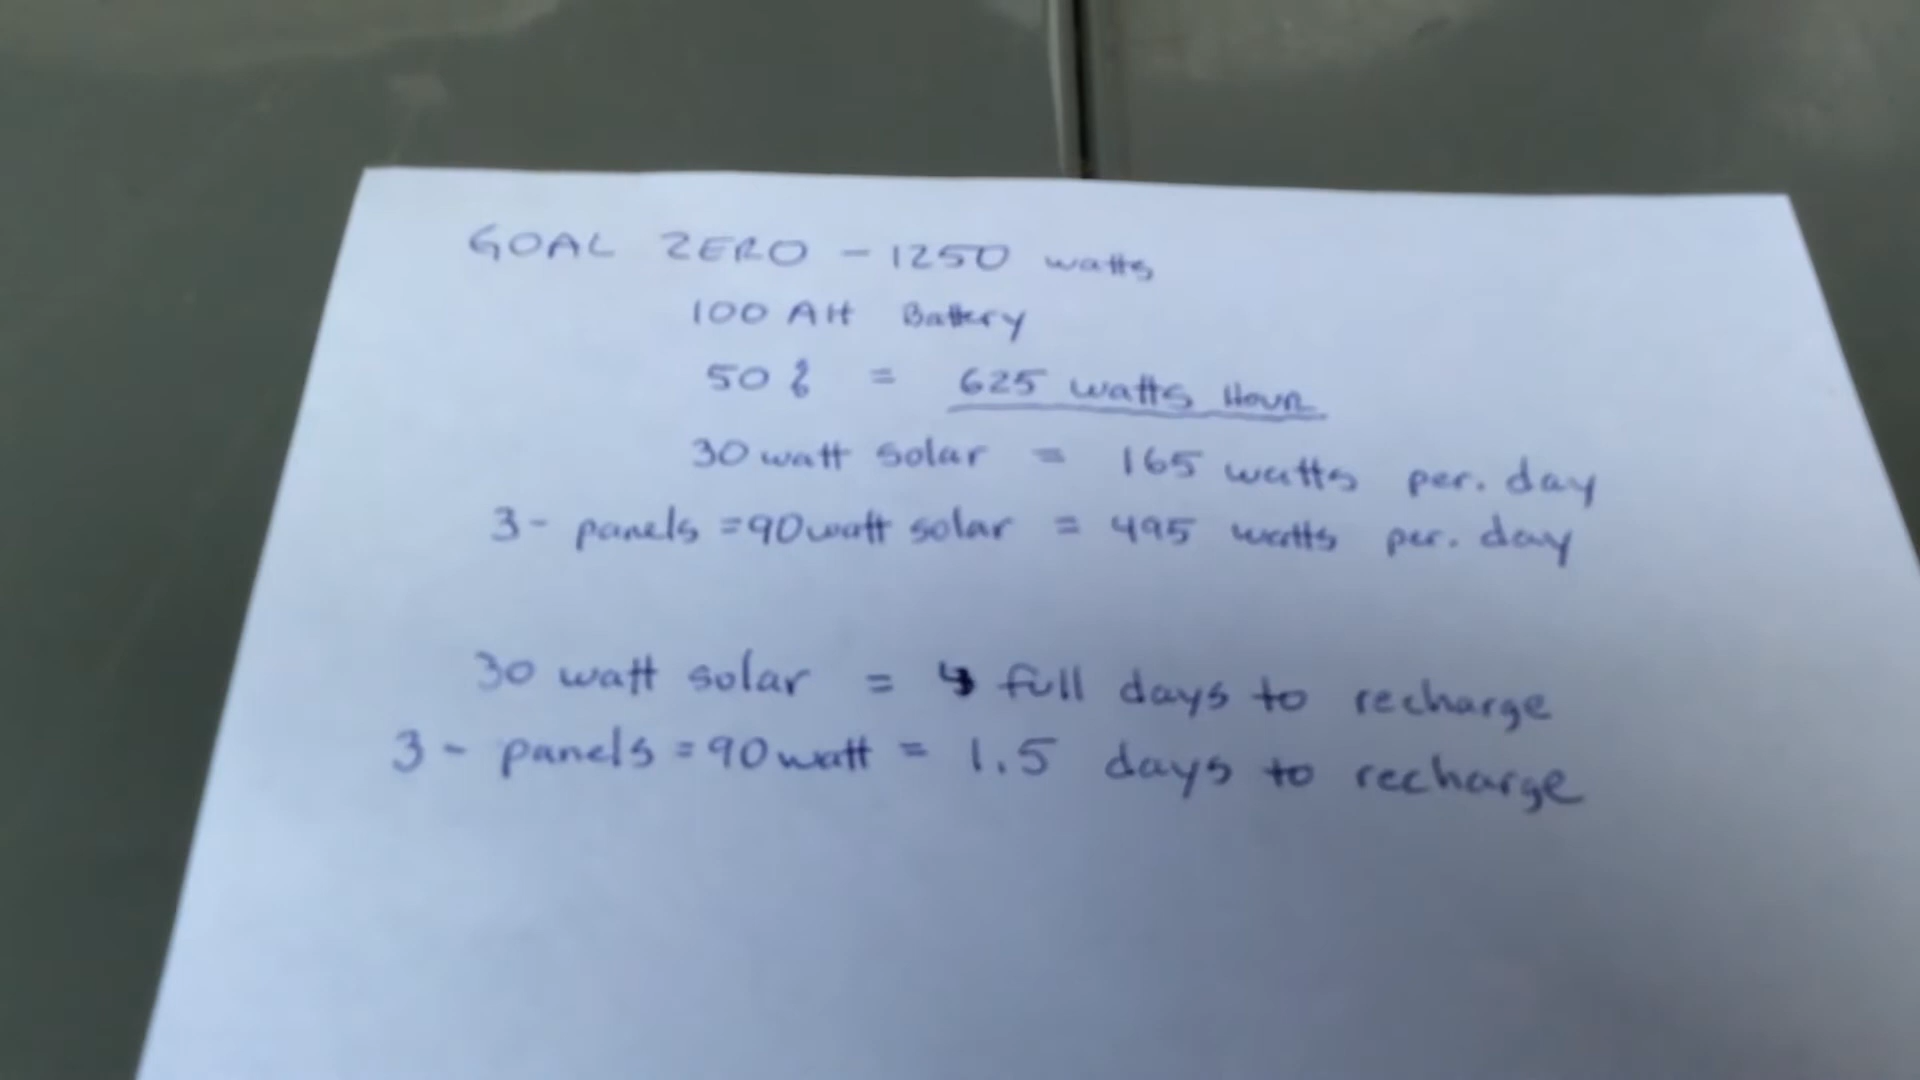 GOAL ZERO - 1250 watts
100 AH Battery
50 % = 625 watts Hour
30 watt solar = 165 watts per. day
3 - panels = 90 watt solar = 495 watts per. day
30 watt solar = 4 full days to recharge
3 - panels = 90 watt = 1.5 days to recharge